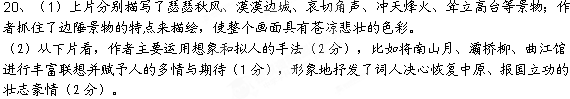 20、（1）上片分别描写了瑟瑟秋风、漠漠边城、哀切角声、冲天烽火、耸立高台等景物；作
者抓住了边陲景物的特点来描绘，使整个画面具有苍凉悲壮的色彩。
（2）从下片看，作者主要运用想象和拟人的手法（2分），比如将南山月、灞桥柳、曲江馆
进行丰富联想并赋予人的多情与期待（1分），形象地抒发了词人决心恢复中原、报国立功的
壮志豪情（2分）。